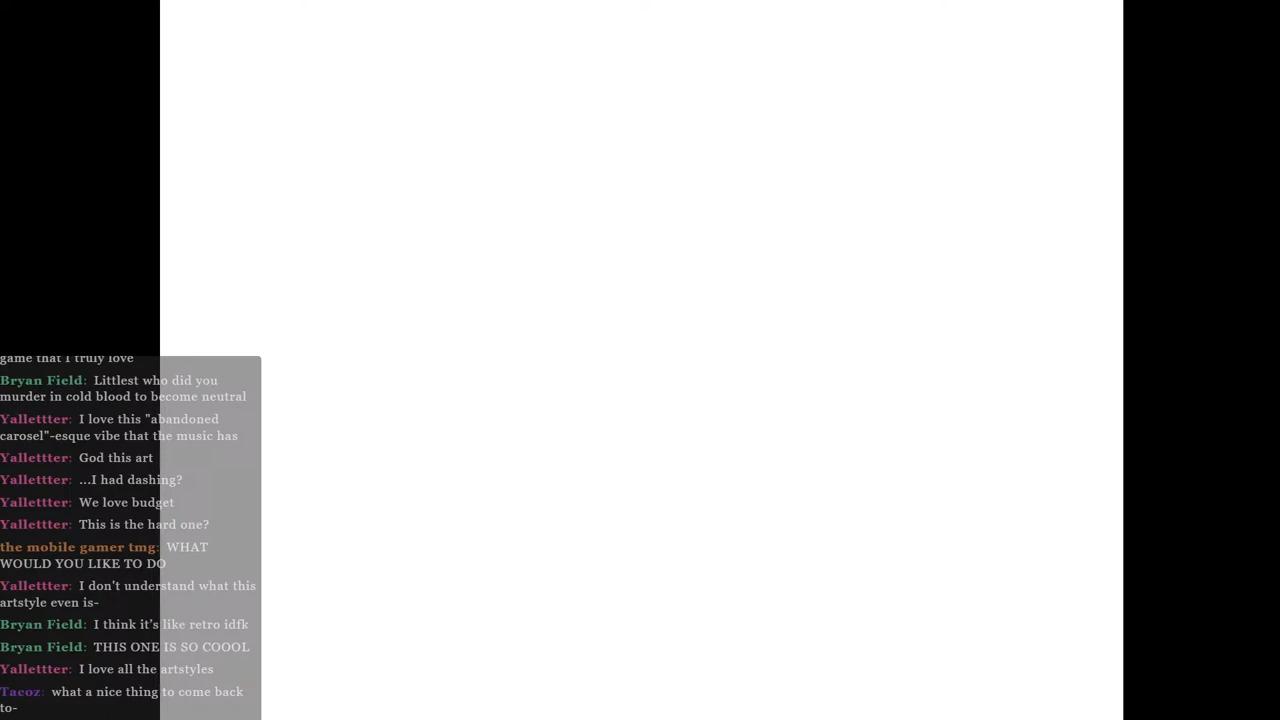 game that I truly love
Bryan Field: Littlest who did you
murder in cold blood to become neutral
Yallettter: I love this "abandoned
carosel"-esque vibe that the music has
Yallettter: God this art
Yallettter: ...I had dashing?
Yallettter: We love budget
Yallettter: This is the hard one?
the mobile gamer tmg: WHAT
WOULD YOU LIKE TO DO
Yallettter: I don't understand what this
artstyle even is-
Bryan Field: I think it's like retro idfk
Bryan Field: THIS ONE IS SO COOOL
Yallettter: I love all the artstyles
Tacoz: what a nice thing to come back
to-